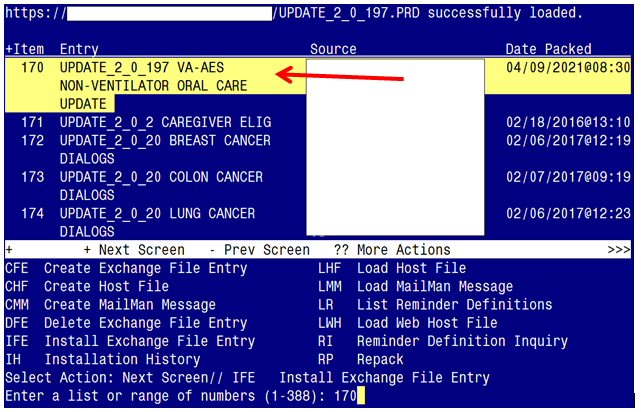 https://                    /UPDATE_2_0_197.PRD successfully loaded.
+Item  Entry                          Source                  Date Packed
170  UPDATE_2_0_197 VA-AES                                    04/09/2021@08:30
NON-VENTILATOR ORAL CARE
UPDATE
171  UPDATE_2_0_2 CAREGIVER ELIG                              02/18/2016@13:10
172  UPDATE_2_0_20 BREAST CANCER                              02/06/2017@12:19
DIALOGS
173  UPDATE_2_0_20 COLON CANCER                               02/07/2017@09:19
DIALOGS
174  UPDATE_2_0_20 LUNG CANCER                                02/06/2017@12:23
DIALOGS
+         + Next Screen   - Prev Screen   ?? More Actions                  >>>
CFE  Create Exchange File Entry          LHF  Load Host File
CHF  Create Host File                    LMM  Load MailMan Message
CMM  Create MailMan Message              LR   List Reminder Definitions
DFE  Delete Exchange File Entry          LWH  Load Web Host File
IFE  Install Exchange File Entry         RI   Reminder Definition Inquiry
IH   Installation History                RP   Repack
Select Action: Next Screen// IFE   Install Exchange File Entry
Enter a list or range of numbers (1-388): 170